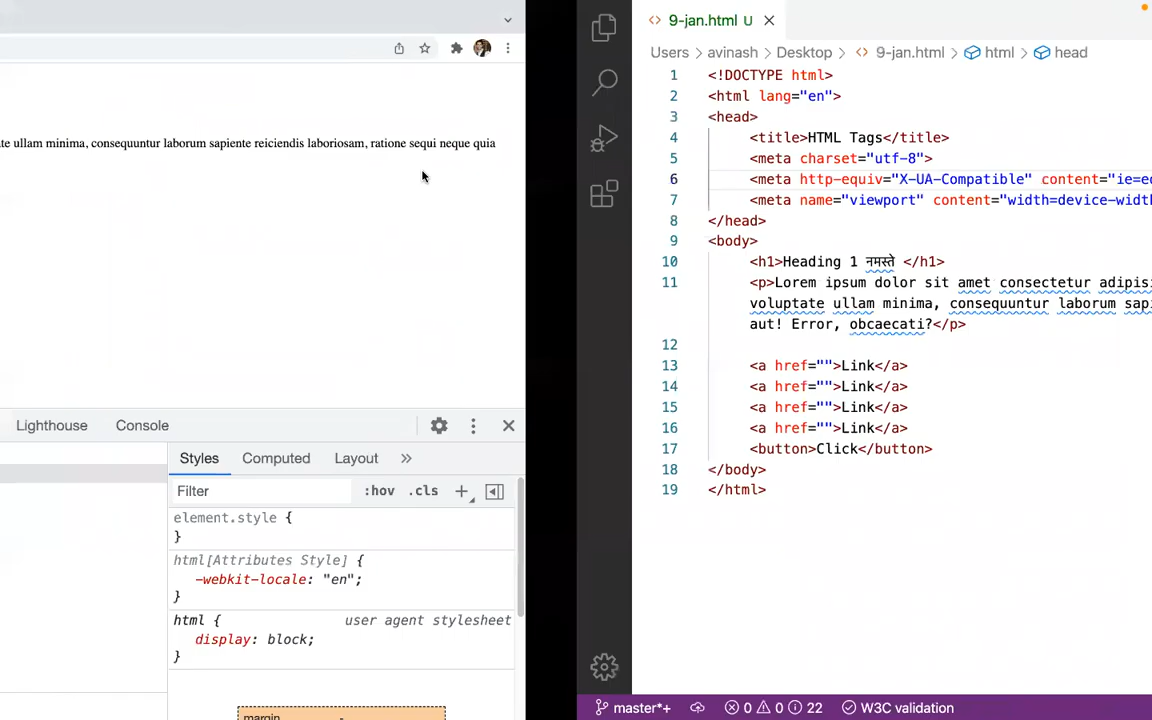 te ullam minima, consequuntur laborum sapiente reiciendis laboriosam, ratione sequi neque quia
Lighthouse Console
Styles Computed Layout
Filter :hov .cls
element.style {
}
html[Attributes Style] {
-webkit-locale: "en";
}
html { user agent stylesheet
display: block;
}
margin -
9-jan.html U
Users > avinash > Desktop > 9-jan.html > html > head
1 <!DOCTYPE html>
2 <html lang="en">
3 <head>
4 <title>HTML Tags</title>
5 <meta charset="utf-8">
6 <meta http-equiv="X-UA-Compatible" content="ie=ed
7 <meta name="viewport" content="width=device-width
8 </head>
9 <body>
10 <h1>Heading 1 नमस्ते </h1>
11 <p>Lorem ipsum dolor sit amet consectetur adipisi
voluptate ullam minima, consequuntur laborum sapi
aut! Error, obcaecati?</p>
12
13 <a href="">Link</a>
14 <a href="">Link</a>
15 <a href="">Link</a>
16 <a href="">Link</a>
17 <button>Click</button>
18 </body>
19 </html>
master*+ 0 0 22 W3C validation